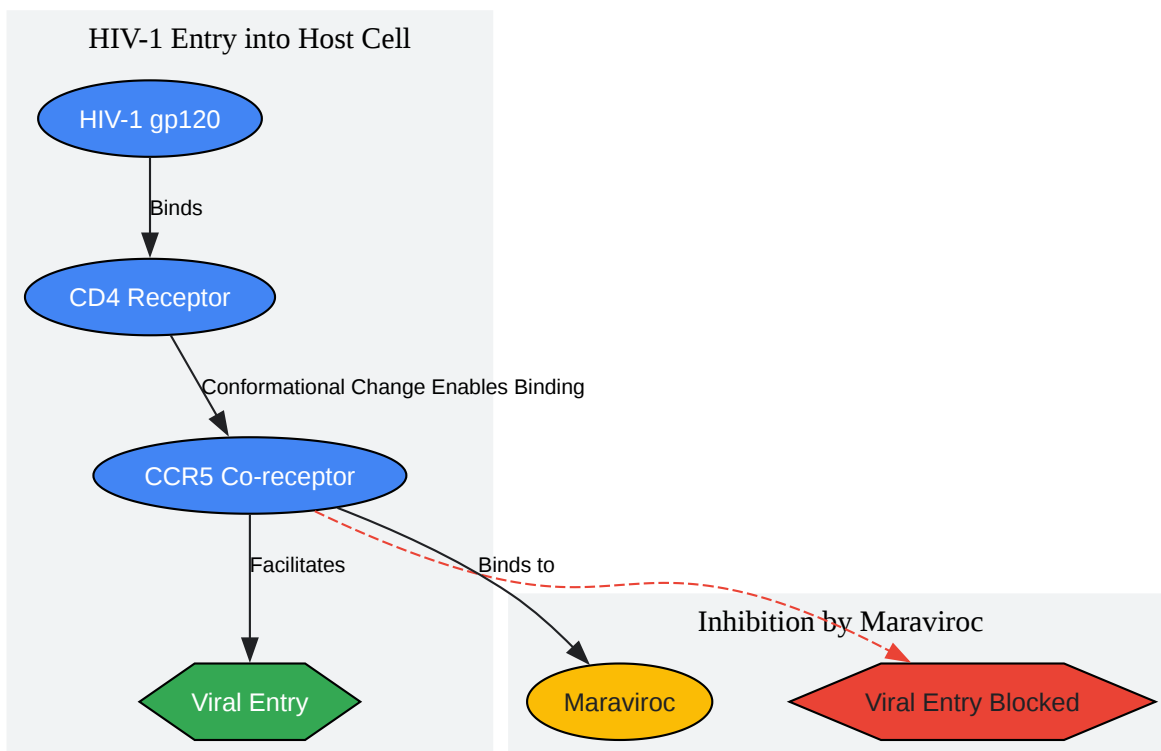 HIV-1 Entry into Host Cell
HIV-1 gp120
Binds
CD4 Receptor
Conformational Change Enables Binding
CCR5 Co-receptor
Facilitates
Binds to
Inhibition by Maraviroc
Viral Entry
Maraviroc
Viral Entry Blocked